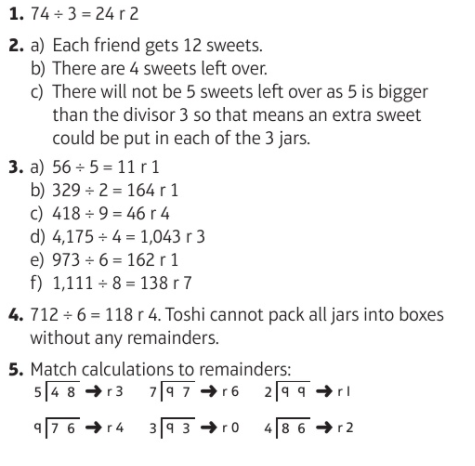 1. 74 ÷ 3 = 24 r 2
2. a) Each friend gets 12 sweets.
b) There are 4 sweets left over.
c) There will not be 5 sweets left over as 5 is bigger
than the divisor 3 so that means an extra sweet
could be put in each of the 3 jars.
3. a) 56 ÷ 5 = 11 r 1
b) 329 ÷ 2 = 164 r 1
c) 418 ÷ 9 = 46 r 4
d) 4,175 ÷ 4 = 1,043 r 3
e) 973 ÷ 6 = 162 r 1
f) 1,111 ÷ 8 = 138 r 7
4. 712 ÷ 6 = 118 r 4. Toshi cannot pack all jars into boxes
without any remainders.
5. Match calculations to remainders:
5 4 8 ➔ r 3 7 9 7 ➔ r 6 2 9 9 ➔ r 1
9 7 6 ➔ r 4 3 9 3 ➔ r 0 4 8 6 ➔ r 2